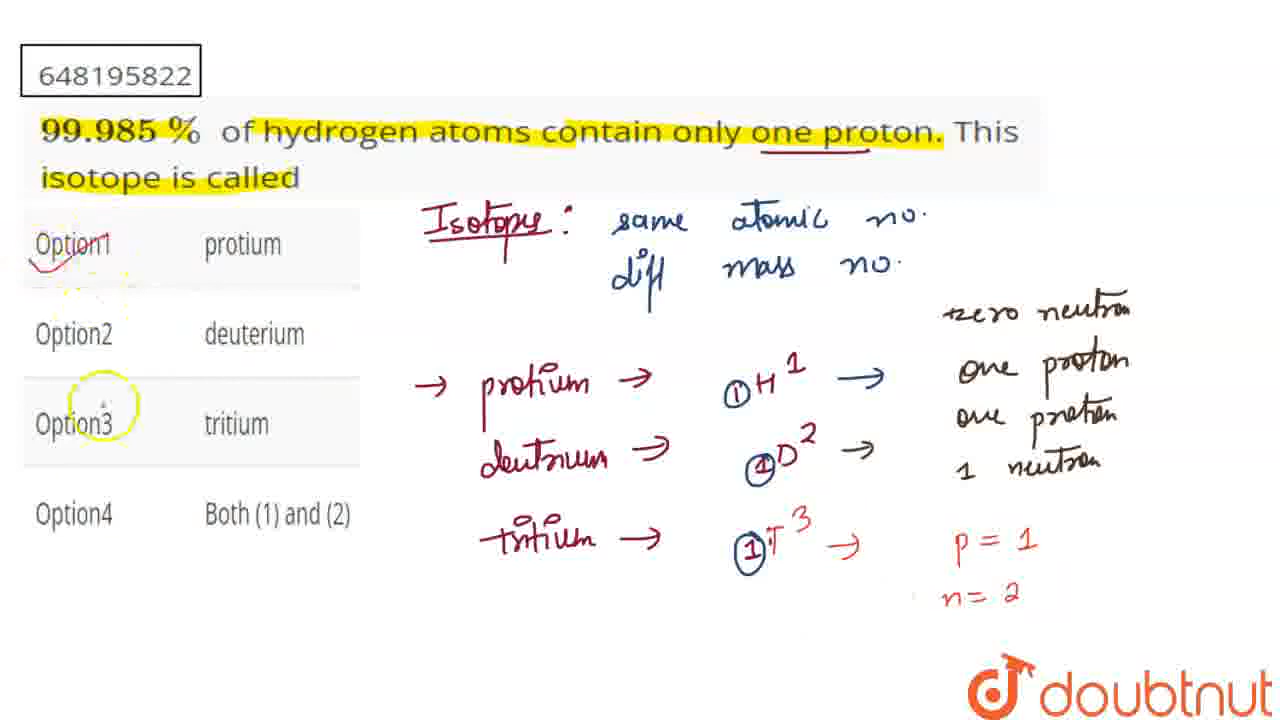 648195822
99.985 % of hydrogen atoms contain only one proton. This
isotope is called
Option1 protium
Option2 deuterium
Option3 tritium
Option4 Both (1) and (2)
Isotopes : same atomic no.
diff mass no.
zero neutron
→ protium → 1H1 → one proton
one proton
deutrium → 1D2 → 1 neutron
tritium → 1T3 → p = 1
n = 2
doubtnut